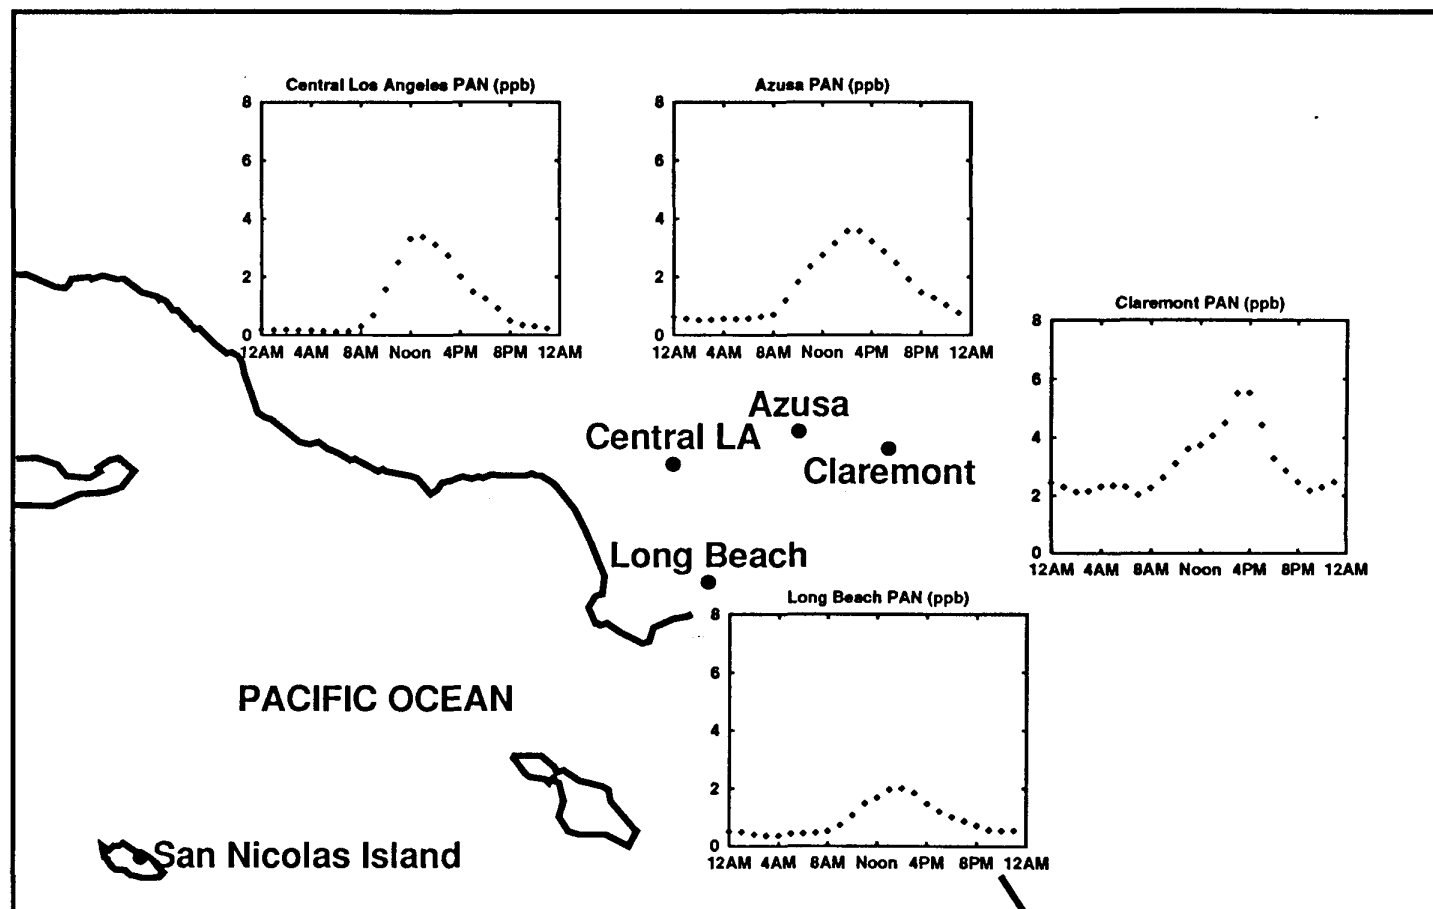 Central Los Angeles PAN (ppb)
8
6
4
2
0
12AM 4AM 8AM Noon 4PM 8PM 12AM
Azusa PAN (ppb)
8
6
4
2
0
12AM 4AM 8AM Noon 4PM 8PM 12AM
Claremont PAN (ppb)
8
6
4
2
0
12AM 4AM 8AM Noon 4PM 8PM 12AM
Azusa
Central LA
Claremont
Long Beach
Long Beach PAN (ppb)
8
6
4
2
0
12AM 4AM 8AM Noon 4PM 8PM 12AM
PACIFIC OCEAN
San Nicolas Island